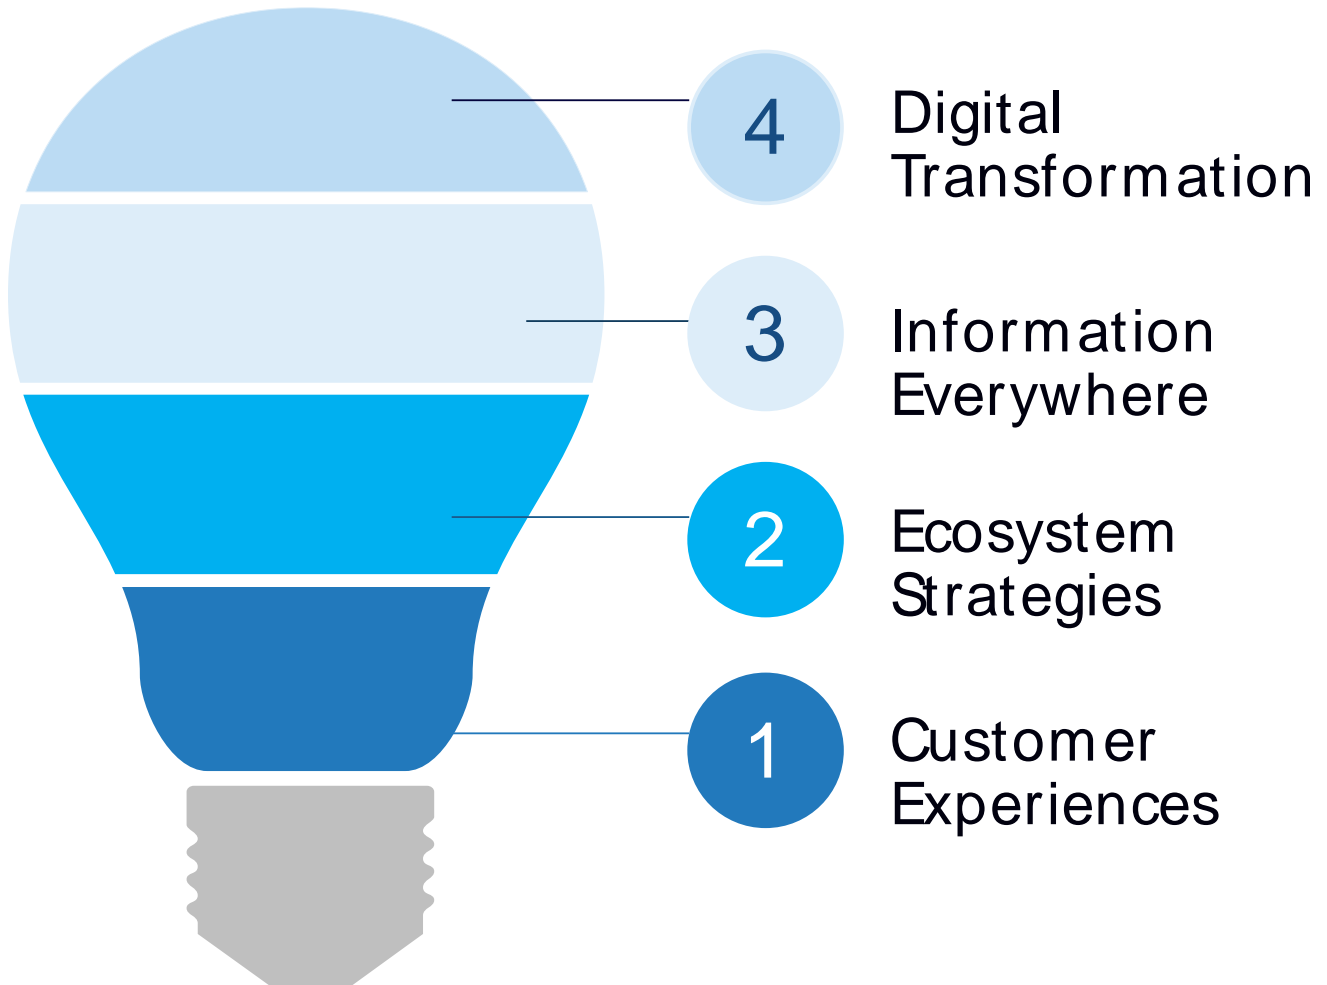 4
Digital
Transformation
3
Information
Everywhere
2
Ecosystem
Strategies
1
Customer
Experiences